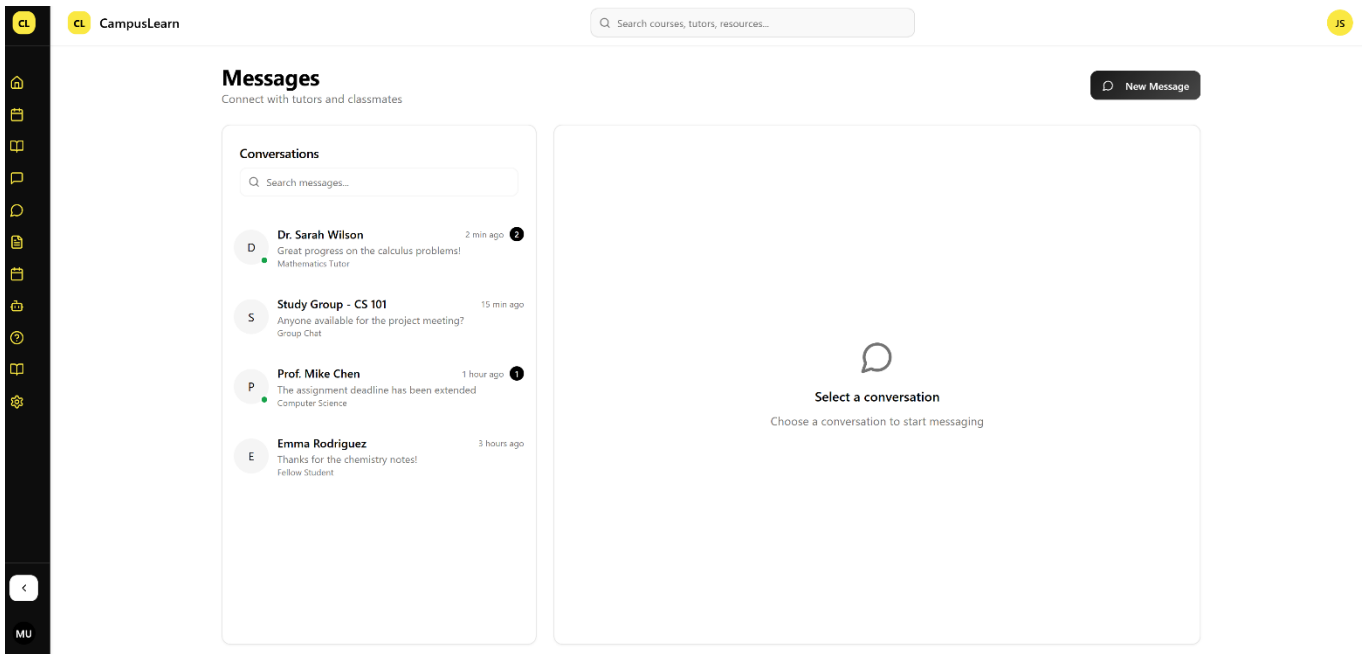 CL
CL CampusLearn
Search courses, tutors, resources...
JS
Messages
Connect with tutors and classmates
New Message
Conversations
Search messages...
D
Dr. Sarah Wilson 2 min ago 2
Great progress on the calculus problems!
Mathematics Tutor
S
Study Group - CS 101 15 min ago
Anyone available for the project meeting?
Group Chat
P
Prof. Mike Chen 1 hour ago 1
The assignment deadline has been extended
Computer Science
E
Emma Rodriguez 3 hours ago
Thanks for the chemistry notes!
Fellow Student
Select a conversation
Choose a conversation to start messaging
MU